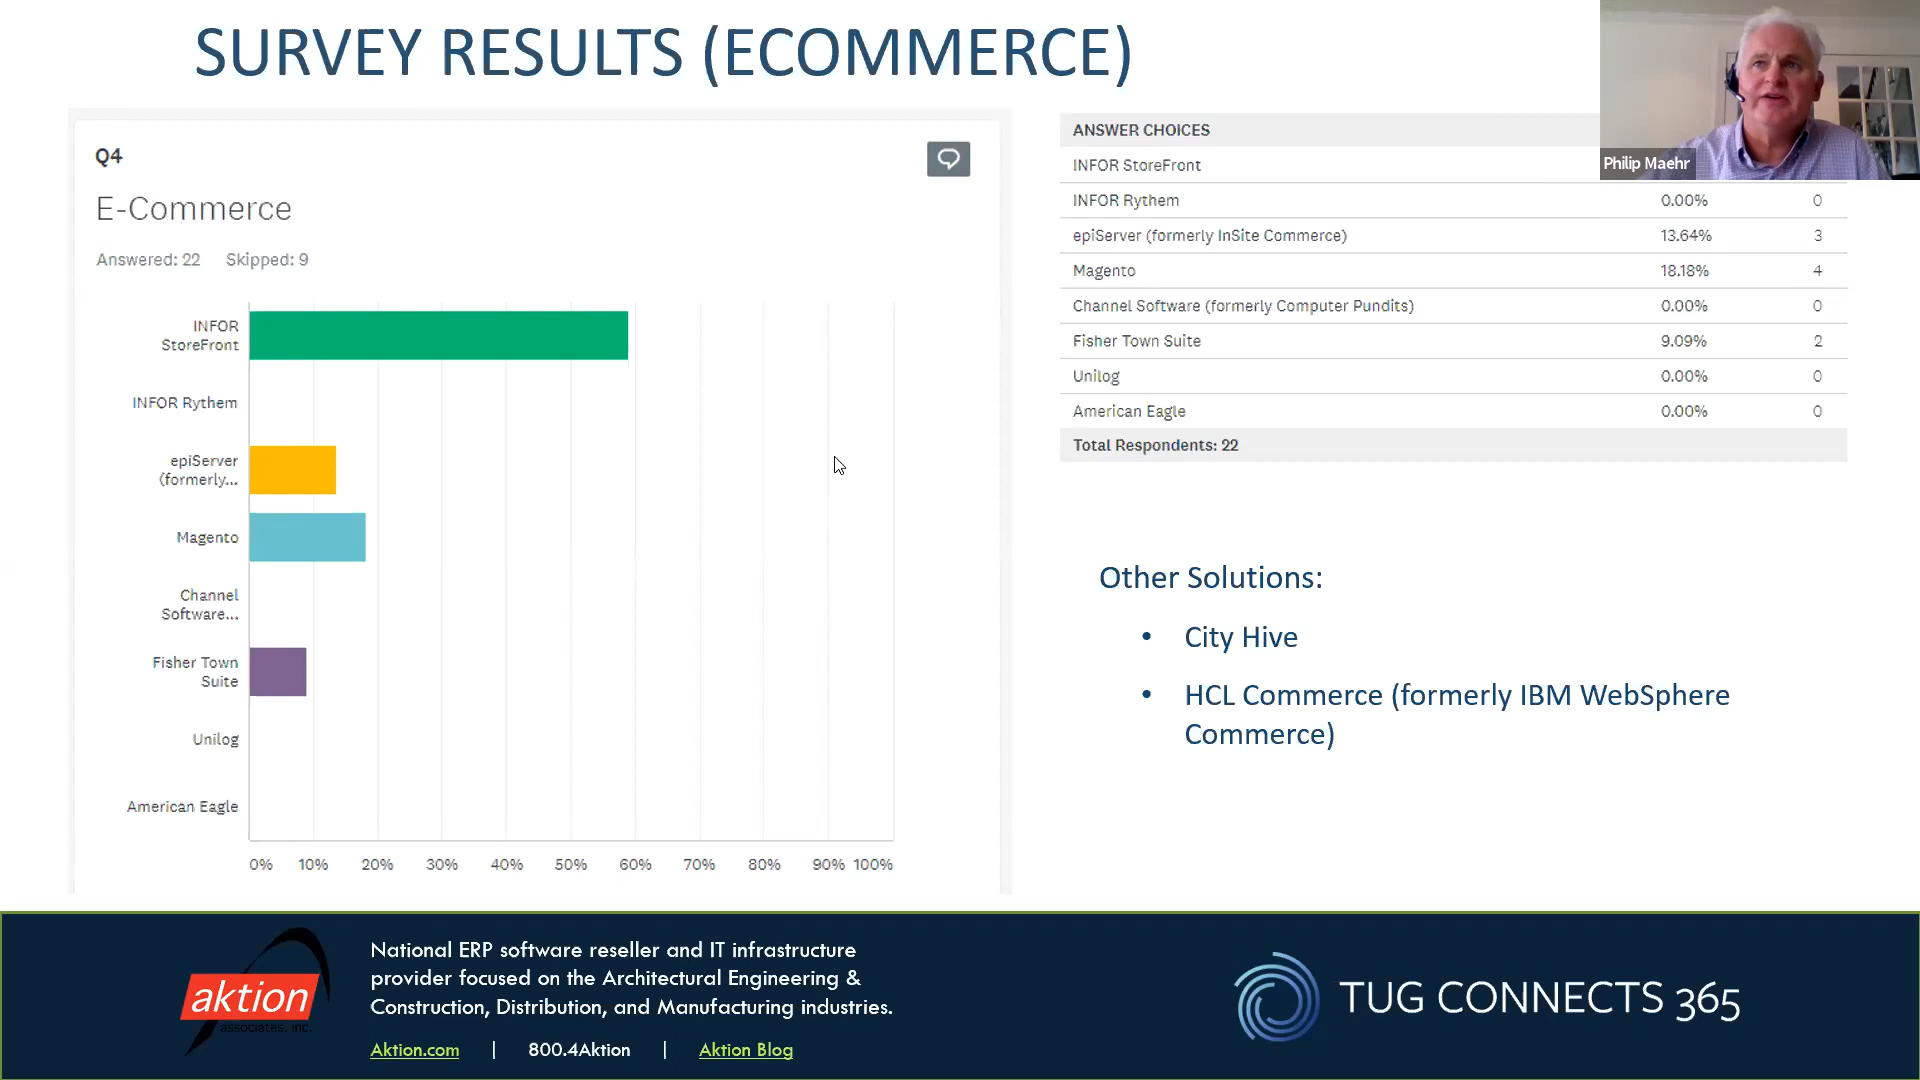 SURVEY RESULTS (ECOMMERCE)
Philip Maehr
Q4
E-Commerce
Answered: 22 Skipped: 9
INFOR
StoreFront
INFOR Rythem
epiServer
(formerly...
Magento
Channel
Software...
Fisher Town
Suite
Unilog
American Eagle
0% 10% 20% 30% 40% 50% 60% 70% 80% 90% 100%
ANSWER CHOICES
INFOR StoreFront
INFOR Rythem 0.00% 0
epiServer (formerly InSite Commerce) 13.64% 3
Magento 18.18% 4
Channel Software (formerly Computer Pundits) 0.00% 0
Fisher Town Suite 9.09% 2
Unilog 0.00% 0
American Eagle 0.00% 0
Total Respondents: 22
Other Solutions:
• City Hive
• HCL Commerce (formerly IBM WebSphere
Commerce)
aktion
associates, inc.
National ERP software reseller and IT infrastructure
provider focused on the Architectural Engineering &
Construction, Distribution, and Manufacturing industries.
Aktion.com | 800.4Aktion | Aktion Blog
TUG CONNECTS 365